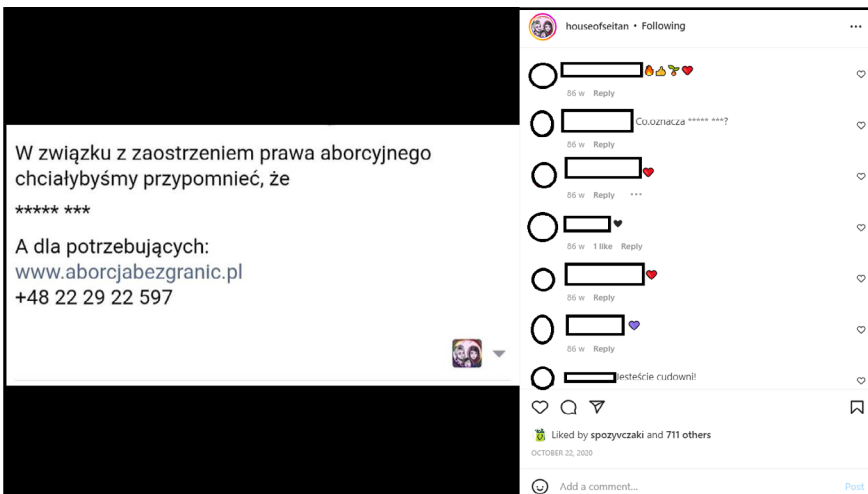 W związku z zaostrzeniem prawa aborcyjnego
chciałybyśmy przypomnieć, że
***** ***
A dla potrzebujących:
www.aborcjabezgranic.pl
+48 22 29 22 597
houseofseitan • Following
86 w Reply
Co.oznacza ***** ***?
86 w Reply
86 w Reply
86 w 1 like Reply
86 w Reply
86 w Reply
Jesteście cudowni!
Liked by spozyvczaki and 711 others
OCTOBER 22, 2020
Add a comment... Post